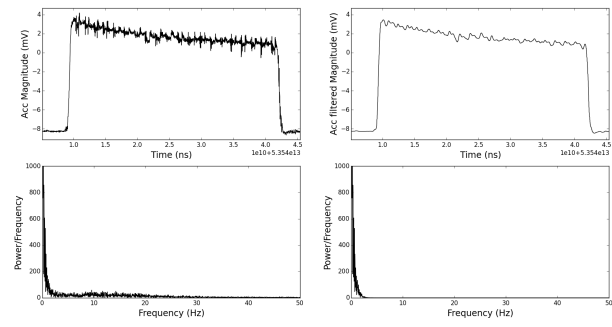 4
2
0
−2
−4
−6
−8
Acc Magnitude (mV)
1.0 1.5 2.0 2.5 3.0 3.5 4.0 4.5
1e10+5.354e13
Time (ns)
4
2
0
−2
−4
−6
−8
Acc filtered Magnitude (mV)
1.0 1.5 2.0 2.5 3.0 3.5 4.0 4.5
1e10+5.354e13
Time (ns)
1000
800
600
400
200
0
Power/Frequency
0 10 20 30 40 50
Frequency (Hz)
1000
800
600
400
200
0
Power/Frequency
0 10 20 30 40 50
Frequency (Hz)